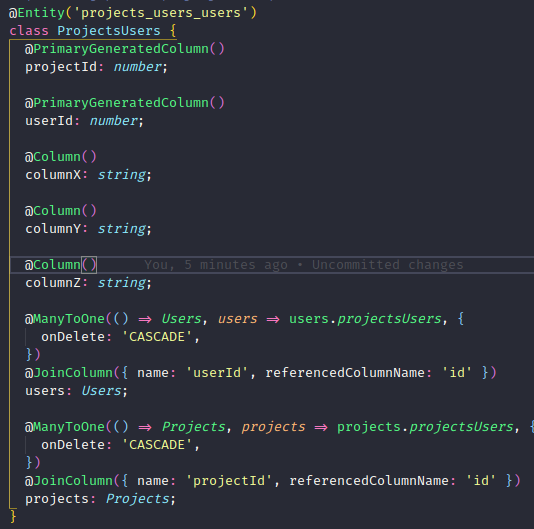 @Entity('projects_users_users')
class ProjectsUsers {
@PrimaryGeneratedColumn()
projectId: number;
@PrimaryGeneratedColumn()
userId: number;
@Column()
columnX: string;
@Column()
columnY: string;
@Column() You, 5 minutes ago • Uncommitted changes
columnZ: string;
@ManyToOne(() => Users, users => users.projectsUsers, {
onDelete: 'CASCADE',
})
@JoinColumn({ name: 'userId', referencedColumnName: 'id' })
users: Users;
@ManyToOne(() => Projects, projects => projects.projectsUsers, {
onDelete: 'CASCADE',
})
@JoinColumn({ name: 'projectId', referencedColumnName: 'id' })
projects: Projects;
}